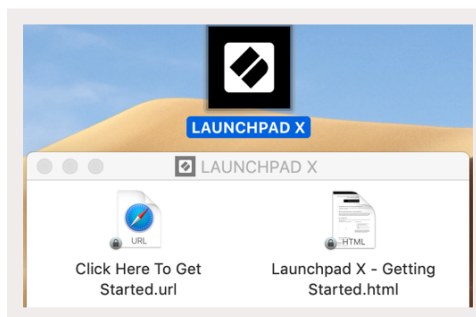 LAUNCHPAD X
LAUNCHPAD X
URL
HTML
Click Here To Get
Started.url
Launchpad X - Getting
Started.html